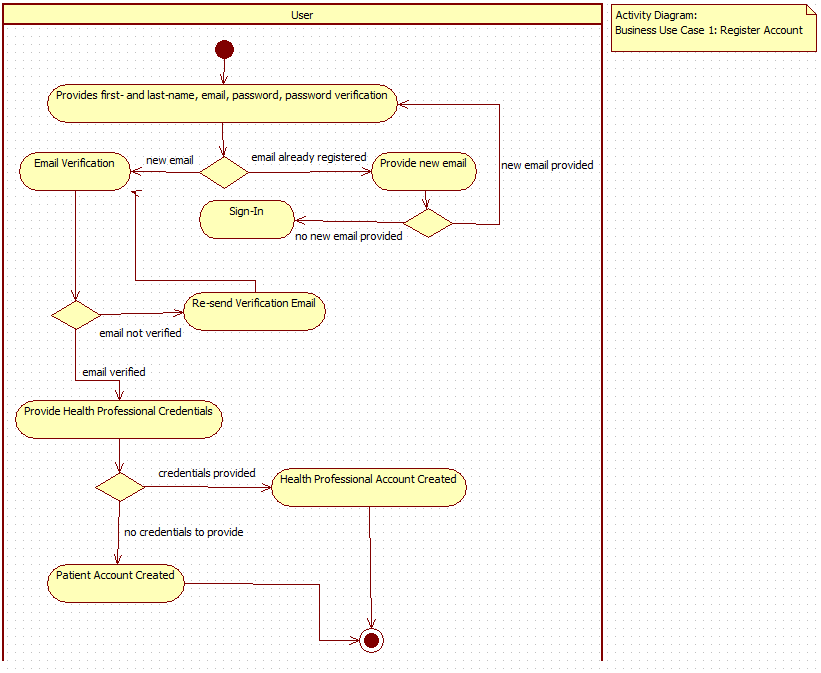 User
Activity Diagram:
Business Use Case 1: Register Account
Provides first- and last-name, email, password, password verification
Email Verification
new email
email already registered
Provide new email
new email provided
Sign-In
no new email provided
Re-send Verification Email
email not verified
email verified
Provide Health Professional Credentials
credentials provided
Health Professional Account Created
no credentials to provide
Patient Account Created